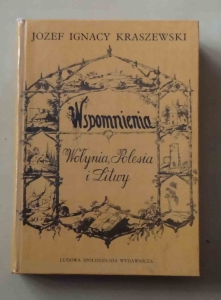 JOZEF IGNACY KRASZEWSKI
Wspomnienia
Wołynia, Polesia
i Litwy
LUDOWA SPÓŁDZIELNIA WYDAWNICZA